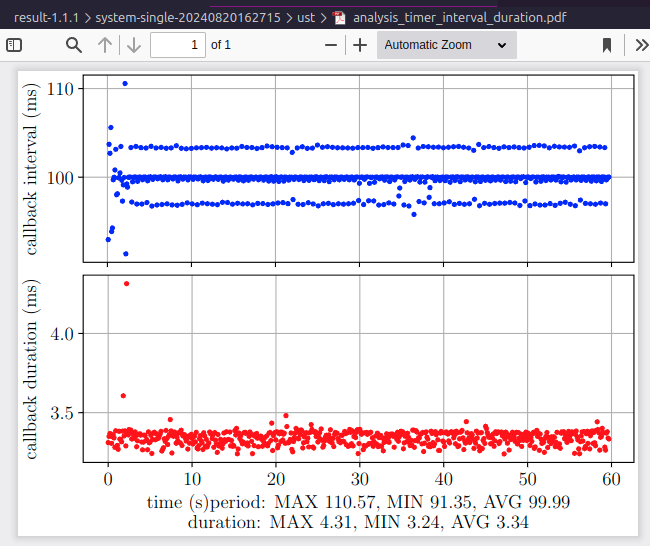 result-1.1.1 > system-single-20240820162715 > ust > analysis_timer_interval_duration.pdf
1 of 1 Automatic Zoom
110
100
callback interval (ms)
4.0
3.5
callback duration (ms)
0 10 20 30 40 50 60
time (s)period: MAX 110.57, MIN 91.35, AVG 99.99
duration: MAX 4.31, MIN 3.24, AVG 3.34